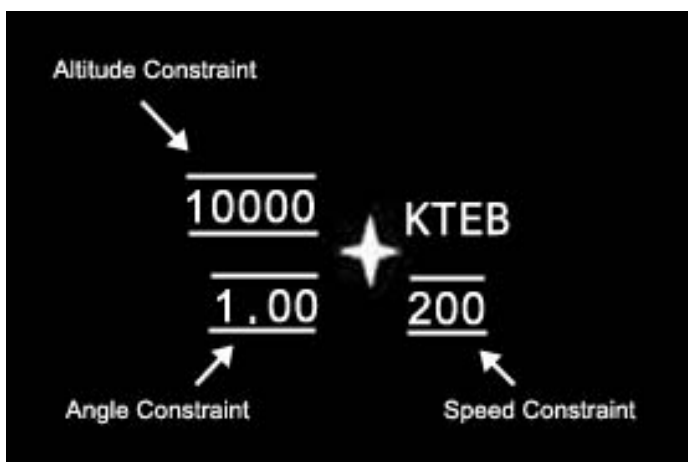 Altitude Constraint
10000
KTEB
1.00
200
Angle Constraint
Speed Constraint